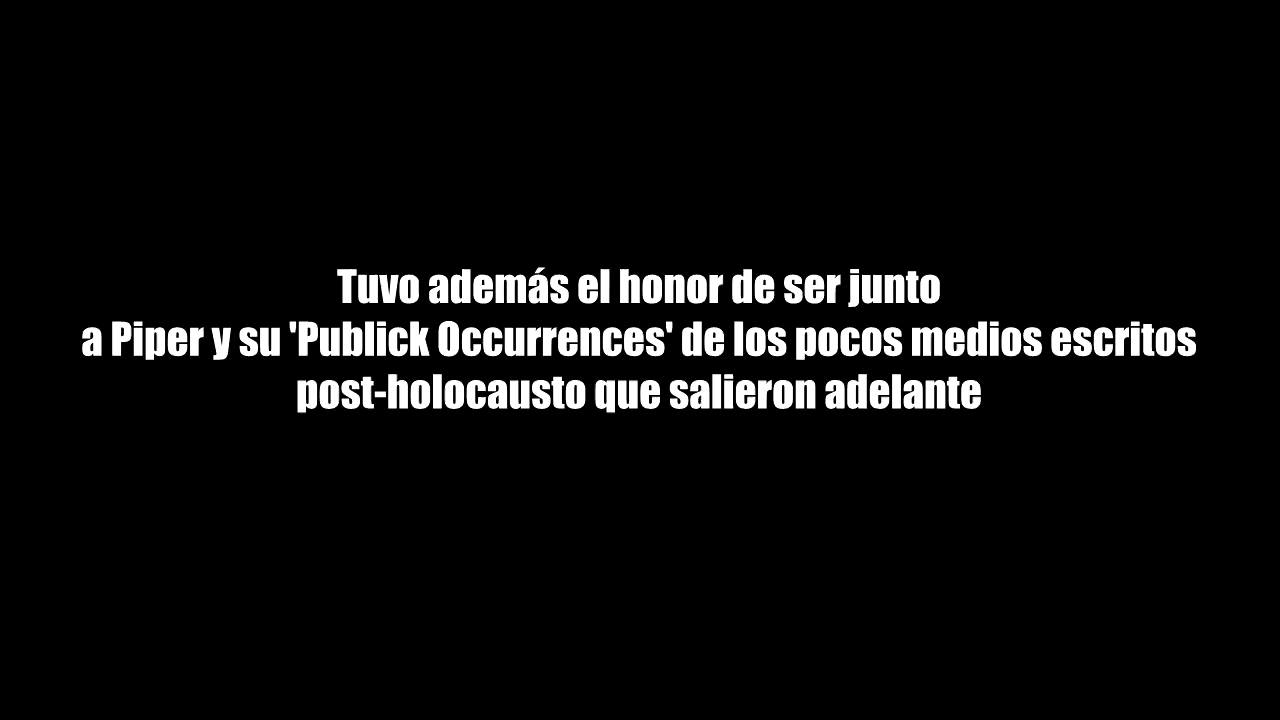 Tuvo además el honor de ser junto
a Piper y su 'Publick Occurrences' de los pocos medios escritos
post-holocausto que salieron adelante